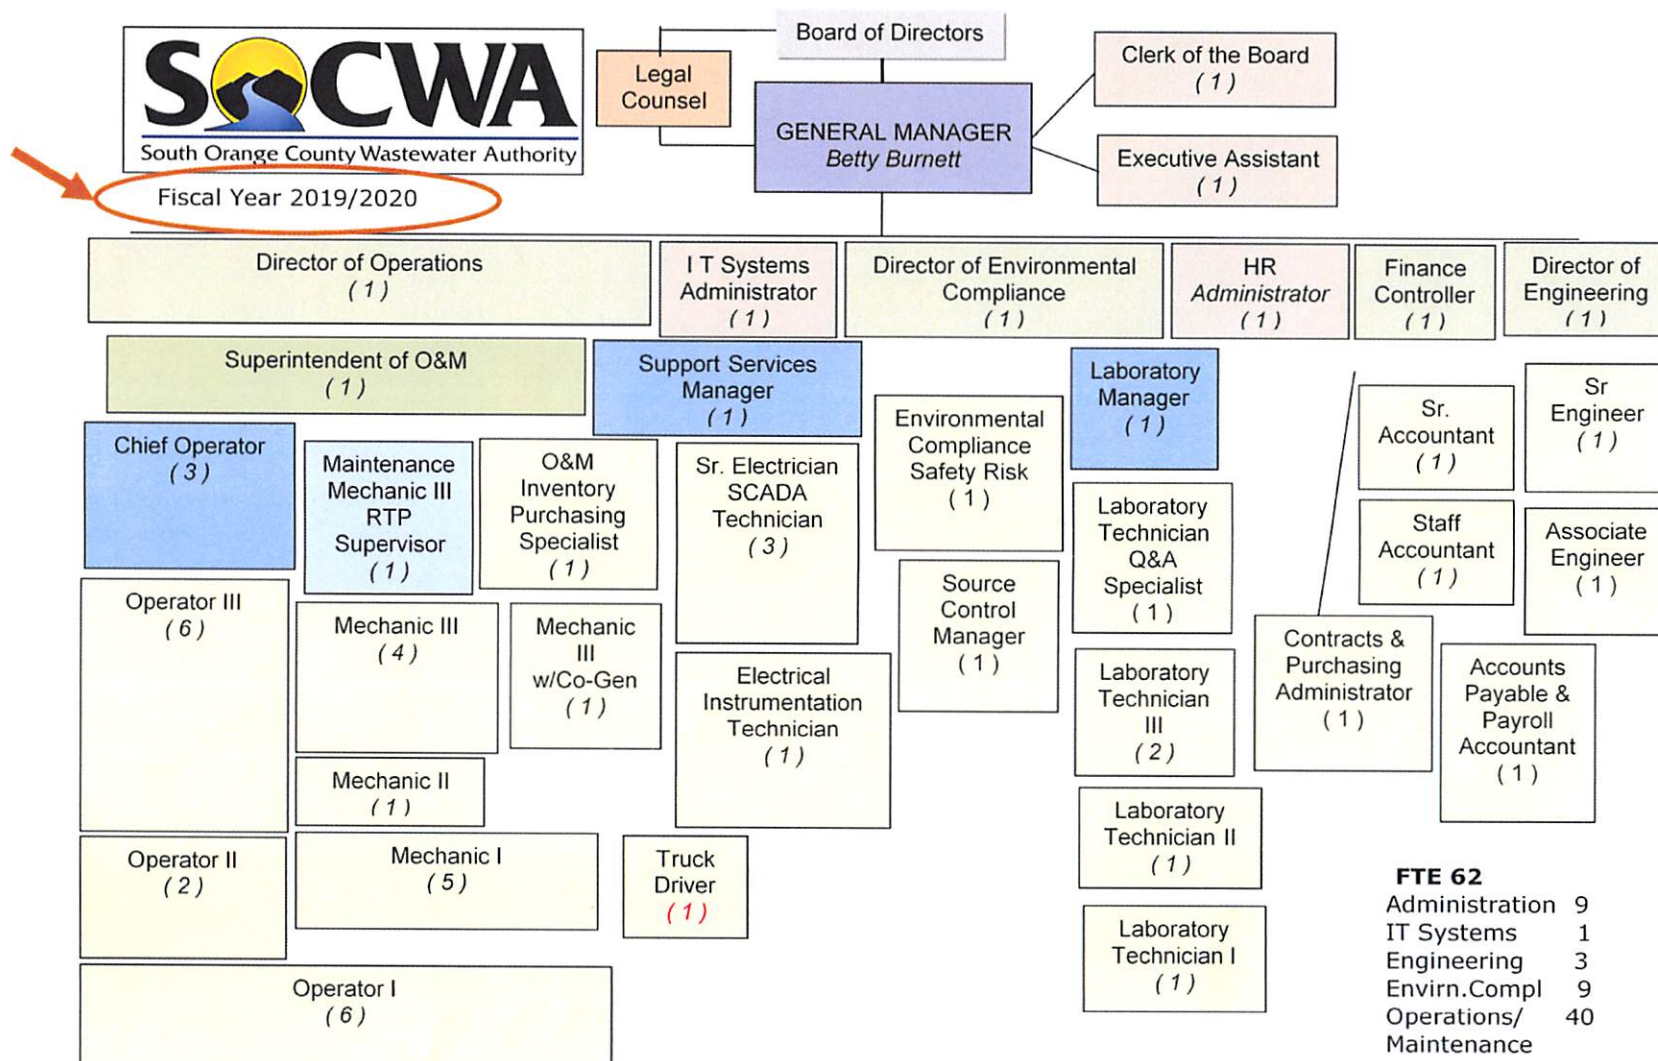 SOCWA
South Orange County Wastewater Authority
Fiscal Year 2019/2020
Board of Directors
Legal
Counsel
GENERAL MANAGER
Betty Burnett
Clerk of the Board
(1)
Executive Assistant
(1)
Director of Operations
(1)
I T Systems
Administrator
(1)
Director of Environmental
Compliance
(1)
HR
Administrator
(1)
Finance
Controller
(1)
Director of
Engineering
(1)
Superintendent of O&M
(1)
Support Services
Manager
(1)
Laboratory
Manager
(1)
Chief Operator
(3)
Maintenance
Mechanic III
RTP
Supervisor
(1)
O&M
Inventory
Purchasing
Specialist
(1)
Sr. Electrician
SCADA
Technician
(3)
Environmental
Compliance
Safety Risk
(1)
Sr.
Accountant
(1)
Sr
Engineer
(1)
Laboratory
Technician
Q&A
Specialist
(1)
Staff
Accountant
(1)
Associate
Engineer
(1)
Operator III
(6)
Mechanic III
(4)
Mechanic
III
w/Co-Gen
(1)
Source
Control
Manager
(1)
Electrical
Instrumentation
Technician
(1)
Laboratory
Technician
III
(2)
Contracts &
Purchasing
Administrator
(1)
Accounts
Payable &
Payroll
Accountant
(1)
Mechanic II
(1)
Laboratory
Technician II
(1)
Operator II
(2)
Mechanic I
(5)
Truck
Driver
(1)
Laboratory
Technician I
(1)
Operator I
(6)
FTE 62
Administration 9
IT Systems 1
Engineering 3
Envirn.Compl 9
Operations/ 40
Maintenance